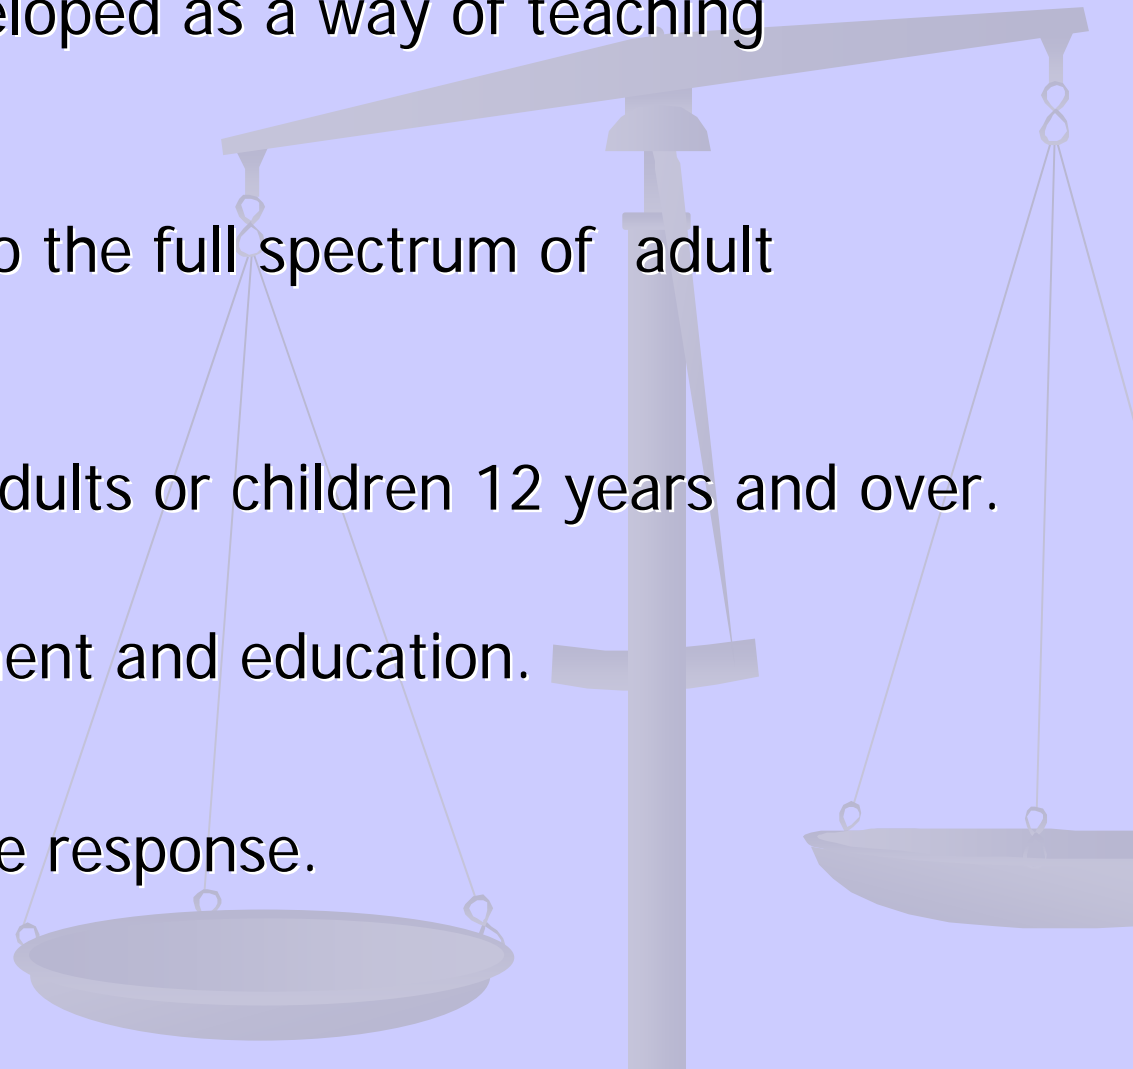 eloped as a way of teaching
o the full spectrum of  adult
dults or children 12 years and over.
ent and education.
e response.